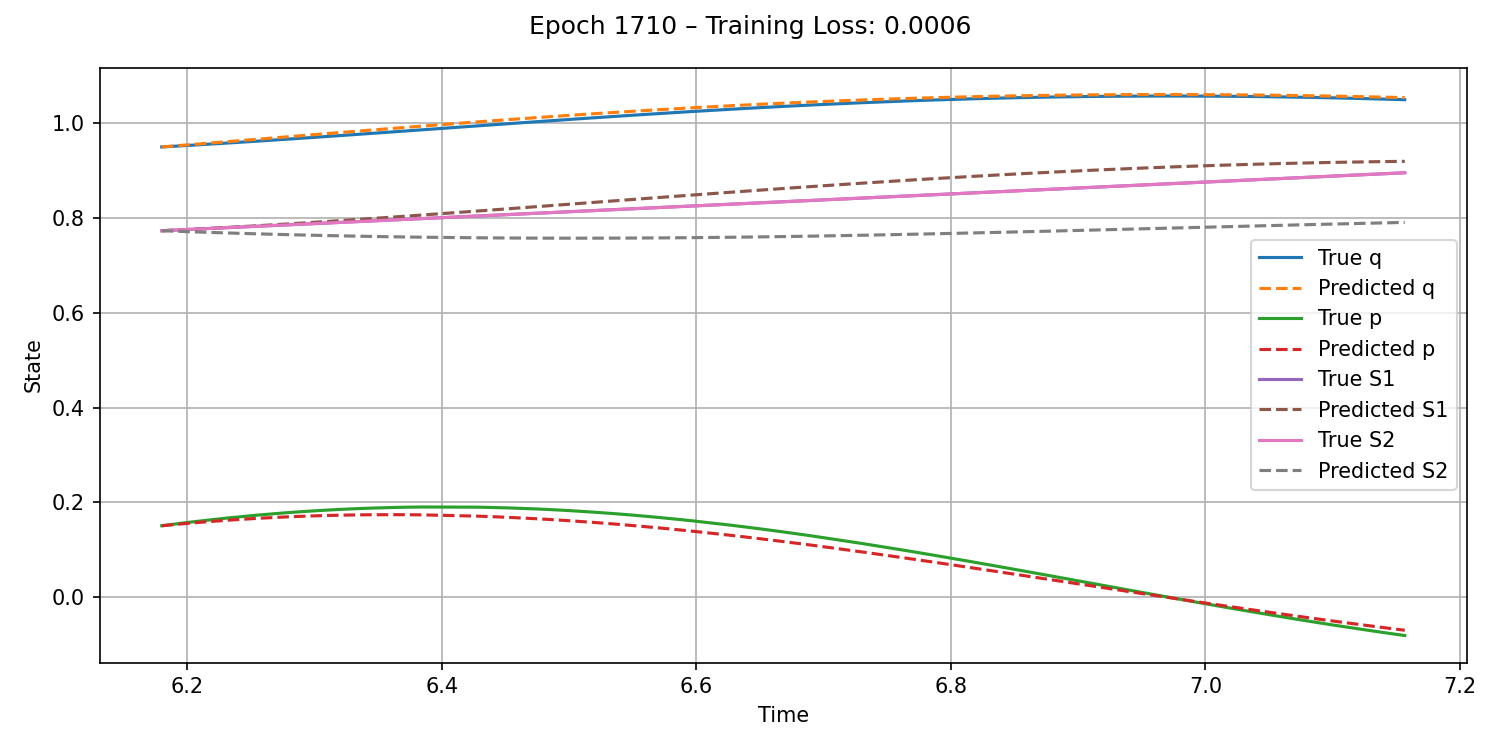 Epoch 1710 – Training Loss: 0.0006
1.0
0.8
0.6
0.4
0.2
0.0
State
True q
Predicted q
True p
Predicted p
True S1
Predicted S1
True S2
Predicted S2
6.2 6.4 6.6 6.8 7.0 7.2
Time